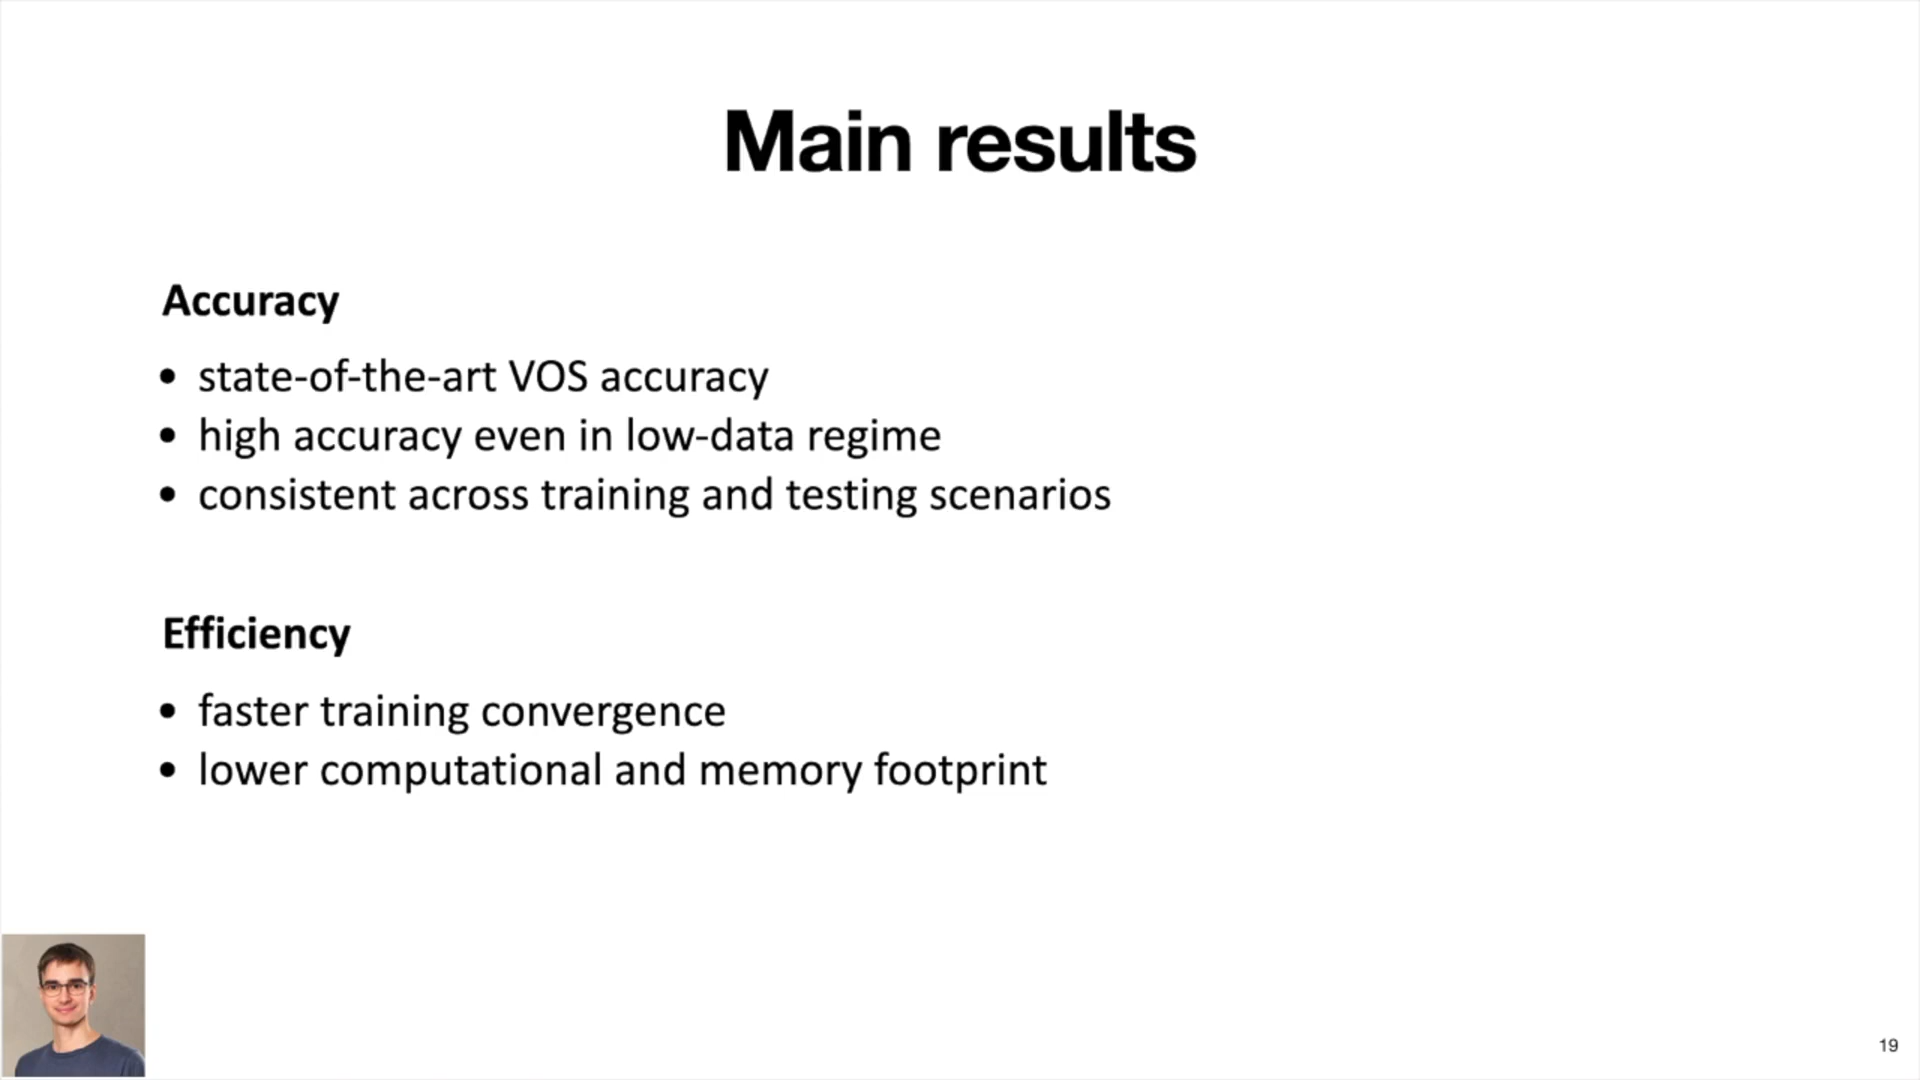 Main results
Accuracy
• state-of-the-art VOS accuracy
• high accuracy even in low-data regime
• consistent across training and testing scenarios
Efficiency
• faster training convergence
• lower computational and memory footprint
19